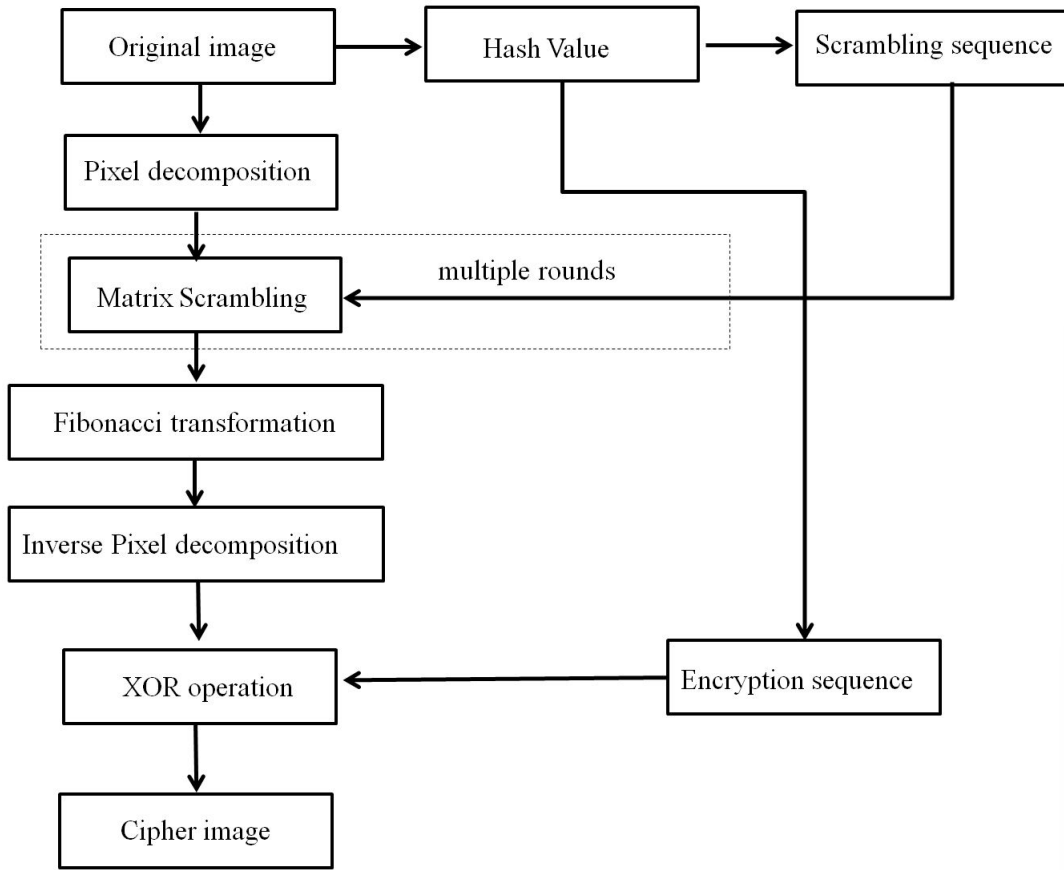 Original image
Hash Value
Scrambling sequence
Pixel decomposition
multiple rounds
Matrix Scrambling
Fibonacci transformation
Inverse Pixel decomposition
XOR operation
Encryption sequence
Cipher image